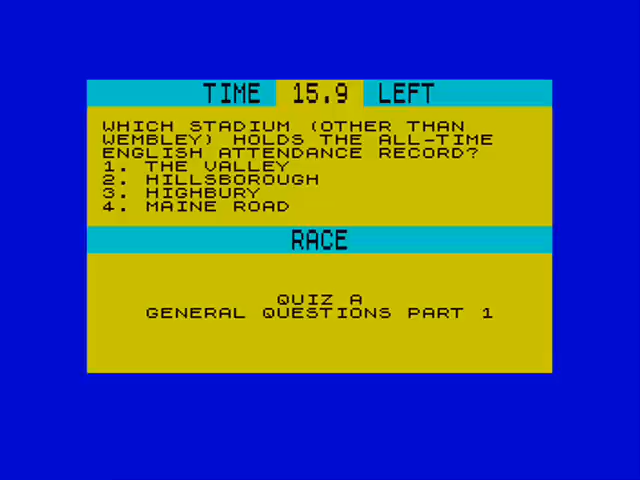 TIME 15.9 LEFT
WHICH STADIUM (OTHER THAN
WEMBLEY) HOLDS THE ALL-TIME
ENGLISH ATTENDANCE RECORD?
1. THE VALLEY
2. HILLSBOROUGH
3. HIGHBURY
4. MAINE ROAD
RACE
QUIZ A
GENERAL QUESTIONS PART 1